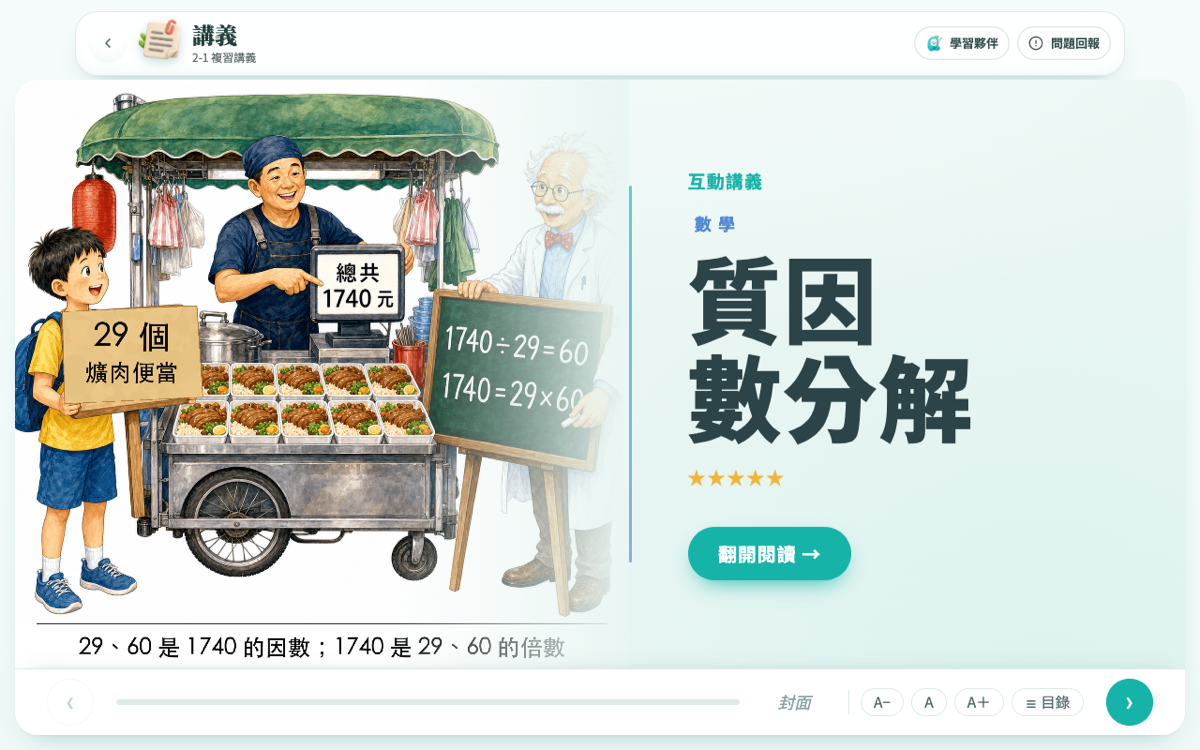 講義
2-1 複習講義
學習夥伴
問題回報
總共
1740 元
29 個
爌肉便當
1740÷29=60
1740=29×60
29、60 是 1740 的因數；1740 是 29、60 的倍數
互動講義
數學
質因
數分解
★★★★★
翻開閱讀 →
封面
A−
A
A＋
≡ 目錄